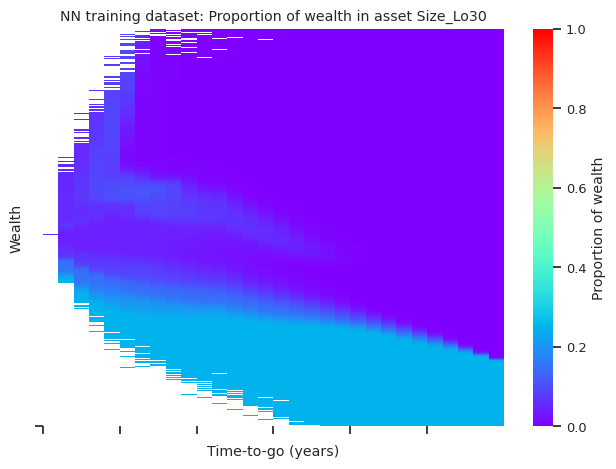 NN training dataset: Proportion of wealth in asset Size_Lo30
Wealth
Time-to-go (years)
1.0
0.8
0.6
0.4
0.2
0.0
Proportion of wealth